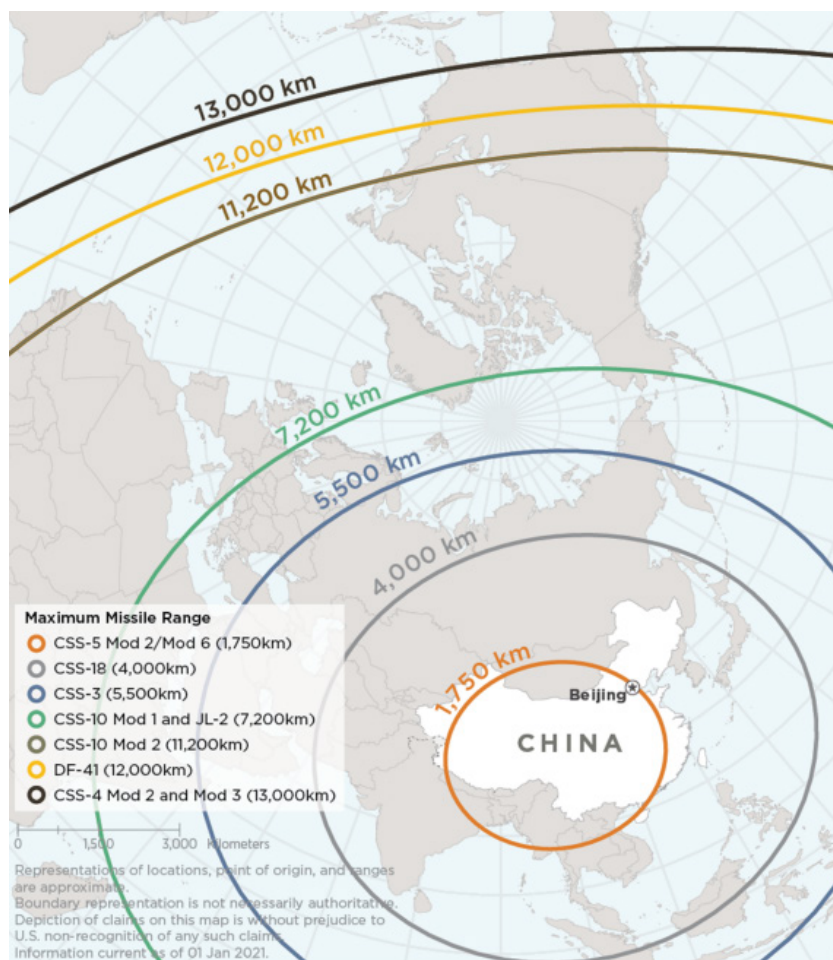 13,000 km
12,000 km
11,200 km
7,200 km
5,500 km
4,000 km
1,750 km
Beijing
CHINA
Maximum Missile Range
CSS-5 Mod 2/Mod 6 (1,750km)
CSS-18 (4,000km)
CSS-3 (5,500km)
CSS-10 Mod 1 and JL-2 (7,200km)
CSS-10 Mod 2 (11,200km)
DF-41 (12,000km)
CSS-4 Mod 2 and Mod 3 (13,000km)
0 1,500 3,000 Kilometers
Representations of locations, point of origin, and ranges
are approximate.
Boundary representation is not necessarily authoritative.
Depiction of claims on this map is without prejudice to
U.S. non-recognition of any such claims.
Information current as of 01 Jan 2021.